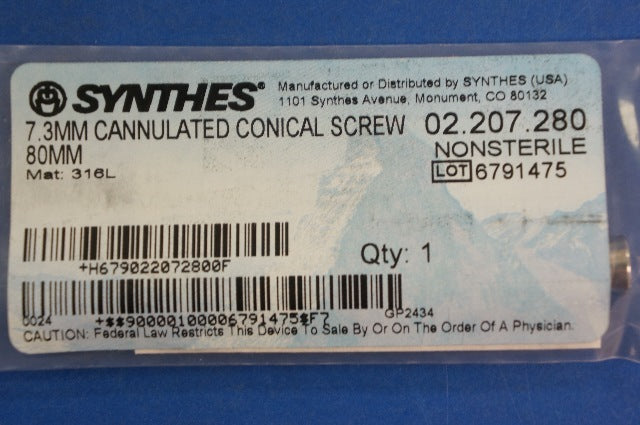 SYNTHES®
Manufactured or Distributed by SYNTHES (USA)
1101 Synthes Avenue, Monument, CO 80132
7.3MM CANNULATED CONICAL SCREW
80MM
Mat: 316L
02.207.280
NONSTERILE
LOT 6791475
+H679022072800F
Qty: 1
0024
+$$90000100006791475$F7
GP2434
CAUTION: Federal Law Restricts This Device To Sale By Or On The Order Of A Physician.